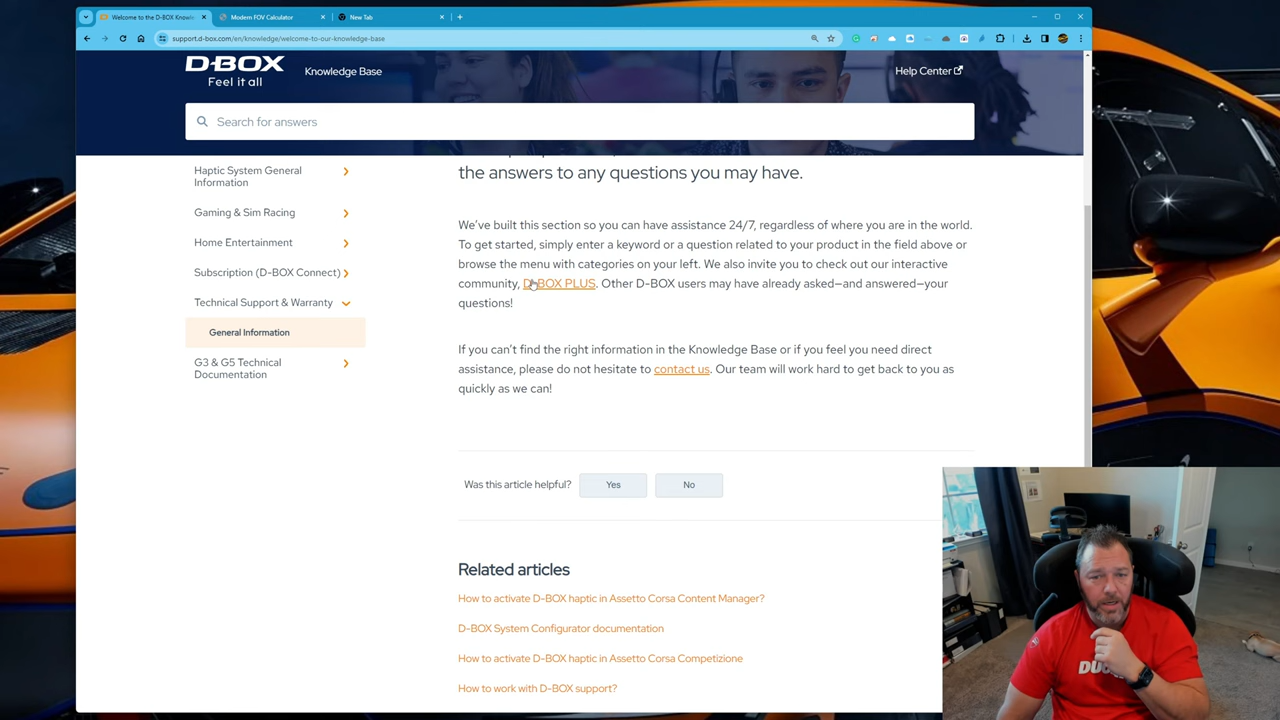 Welcome to the D-BOX Knowle
Modern FOV Calculator
New Tab
support.d-box.com/en/knowledge/welcome-to-our-knowledge-base
D-BOX
Feel it all
Knowledge Base
Help Center
Search for answers
Haptic System General
Information
Gaming & Sim Racing
Home Entertainment
Subscription (D-BOX Connect)
Technical Support & Warranty
General Information
G3 & G5 Technical
Documentation
the answers to any questions you may have.
We've built this section so you can have assistance 24/7, regardless of where you are in the world.
To get started, simply enter a keyword or a question related to your product in the field above or
browse the menu with categories on your left. We also invite you to check out our interactive
community, D-BOX PLUS. Other D-BOX users may have already asked—and answered—your
questions!
If you can't find the right information in the Knowledge Base or if you feel you need direct
assistance, please do not hesitate to contact us. Our team will work hard to get back to you as
quickly as we can!
Was this article helpful?
Yes
No
Related articles
How to activate D-BOX haptic in Assetto Corsa Content Manager?
D-BOX System Configurator documentation
How to activate D-BOX haptic in Assetto Corsa Competizione
How to work with D-BOX support?